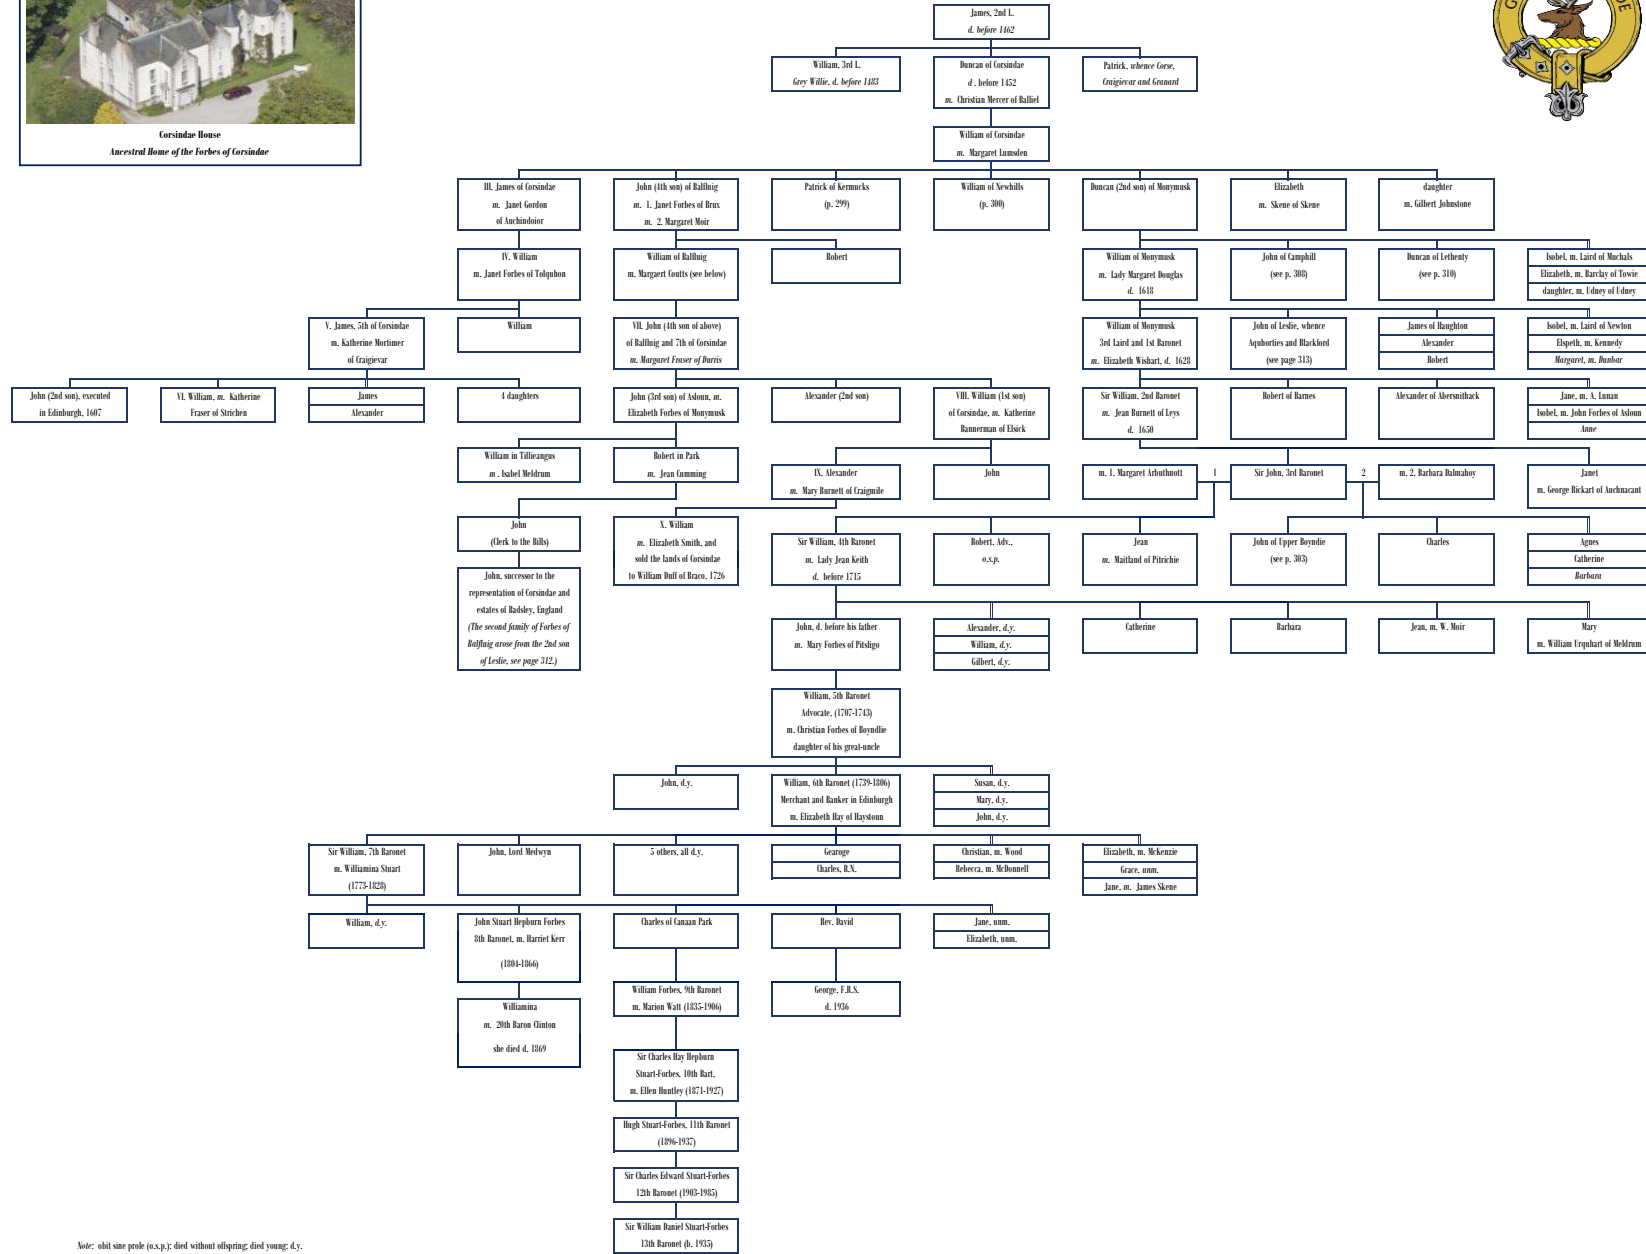 James, 2nd L.
d. before 1462
William, 3rd L.
Grey Willie, d. before 1483
Duncan of Corsindae
d . before 1452
m. Christian Mercer of Balliel
Patrick, whence Corse,
Craigievar and Granard
Corsindae House
Ancestral Home of the Forbes of Corsindae
William of Corsindae
m. Margaret Lumsden
III. James of Corsindae
m. Janet Gordon
of Auchindoior
John (4th son) of Balfluig
m. 1. Janet Forbes of Brux
m. 2. Margaret Moir
Patrick of Kermucks
(p. 299)
William of Newhills
(p. 300)
Duncan (2nd son) of Monymusk
Elizabeth
m. Skene of Skene
daughter
m. Gilbert Johnstone
IV. William
m. Janet Forbes of Tolquhon
William of Balfluig
m. Margaert Coutts (see below)
Robert
William of Monymusk
m. Lady Margaret Douglas
d. 1618
John of Camphill
(see p. 308)
Duncan of Lethenty
(see p. 310)
Isobel, m. Laird of Muchals
Elizabeth, m. Barclay of Towie
daughter, m. Udney of Udney
V. James, 5th of Corsindae
m. Katherine Mortimer
of Craigievar
William
VII. John (4th son of above)
of Balfluig and 7th of Corsindae
m. Margaret Fraser of Durris
William of Monymusk
3rd Laird and 1st Baronet
m. Elizabeth Wishart, d. 1628
John of Leslie, whence
Aquhorties and Blackford
(see page 313)
James of Haughton
Alexander
Robert
Isobel, m. Laird of Newton
Elspeth, m. Kennedy
Margaret, m. Dunbar
John (2nd son), executed
in Edinburgh, 1607
VI. William, m. Katherine
Fraser of Strichen
James
Alexander
4 daughters
John (3rd son) of Asloun, m.
Elizabeth Forbes of Monymusk
Alexander (2nd son)
VIII. William (1st son)
of Corsindae, m. Katherine
Bannerman of Elsick
Sir William, 2nd Baronet
m. Jean Burnett of Leys
d. 1650
Robert of Barnes
Alexander of Abersnithack
Jane, m. A. Lunan
Isobel, m. John Forbes of Asloun
Anne
William in Tillieangus
m . Isabel Meldrum
Robert in Park
m. Jean Cumming
IX. Alexander
m. Mary Burnett of Craigmile
John
m. 1. Margaret Arbuthnott
1
Sir John, 3rd Baronet
2
m. 2. Barbara Dalmahoy
Janet
m. George Rickart of Auchnacant
John
(Clerk to the Bills)
X. William
m. Elizabeth Smith, and
sold the lands of Corsindae
to William Duff of Braco, 1726
Sir William, 4th Baronet
m. Lady Jean Keith
d. before 1715
Robert, Adv.,
o.s.p.
Jean
m. Maitland of Pitrichie
John of Upper Boyndie
(see p. 303)
Charles
Agnes
Catherine
Barbara
John, successor to the
representation of Corsindae and
estates of Badsley, England
(The second family of Forbes of
Balfluig arose from the 2nd son
of Leslie, see page 312.)
John, d. before his father
m. Mary Forbes of Pitsligo
Alexander, d.y.
William, d.y.
Gilbert, d.y.
Catherine
Barbara
Jean, m. W. Moir
Mary
m. William Urquhart of Meldrum
William, 5th Baronet
Advocate, (1707-1743)
m. Christian Forbes of Boyndlie
daughter of his great-uncle
John, d.y.
William, 6th Baronet (1739-1806)
Merchant and Banker in Edinburgh
m. Elizabeth Hay of Haystoun
Susan, d.y.
Mary, d.y.
John, d.y.
Sir William, 7th Baronet
m. Williamina Stuart
(1773-1828)
John, Lord Medwyn
5 others, all d.y.
Gearoge
Charles, R.N.
Christian, m. Wood
Rebecca, m. McDonnell
Elizabeth, m. McKenzie
Grace, unm.
Jane, m. James Skene
William, d.y.
John Stuart Hepburn Forbes
8th Baronet, m. Harriet Kerr
(1804-1866)
Charles of Canaan Park
Rev. David
Jane, unm.
Elizabeth, unm.
Williamina
m. 20th Baron Clinton
she died d. 1869
William Forbes, 9th Baronet
m. Marion Watt (1835-1906)
George, F.R.S.
d. 1936
Sir Charles Hay Hepburn
Stuart-Forbes, 10th Bart,
m. Ellen Huntley (1871-1927)
Hugh Stuart-Forbes, 11th Baronet
(1896-1937)
Sir Charles Edward Stuart-Forbes
12th Baronet (1903-1985)
Sir William Daniel Stuart-Forbes
13th Baronet (b. 1935)
Note: obit sine prole (o.s.p.): died without offspring; died young: d.y.